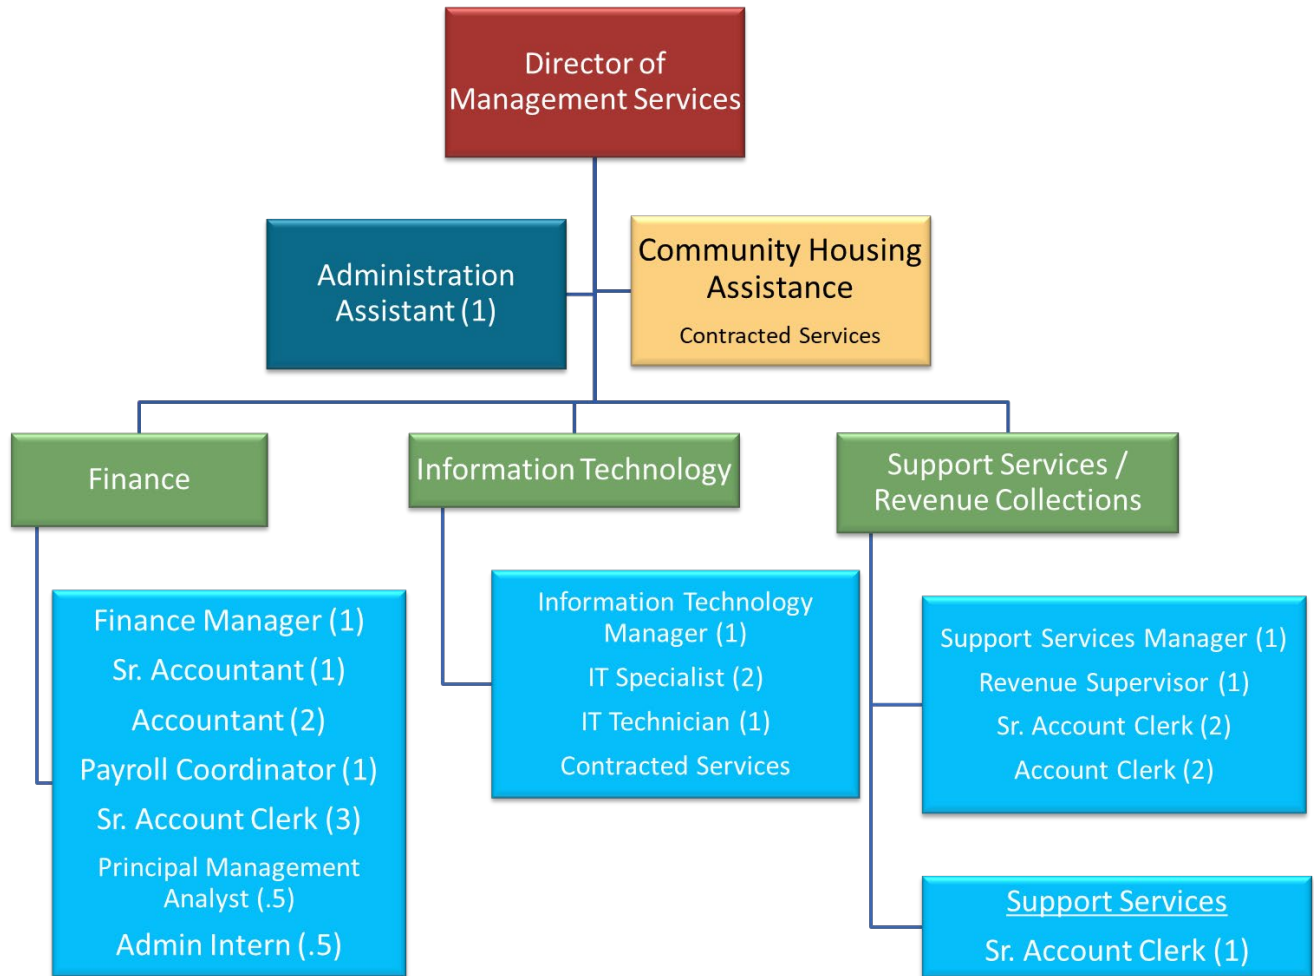 Director of
Management Services
Administration
Assistant (1)
Community Housing
Assistance
Contracted Services
Finance
Information Technology
Support Services /
Revenue Collections
Finance Manager (1)
Sr. Accountant (1)
Accountant (2)
Payroll Coordinator (1)
Sr. Account Clerk (3)
Principal Management
Analyst (.5)
Admin Intern (.5)
Information Technology
Manager (1)
IT Specialist (2)
IT Technician (1)
Contracted Services
Support Services Manager (1)
Revenue Supervisor (1)
Sr. Account Clerk (2)
Account Clerk (2)
Support Services
Sr. Account Clerk (1)